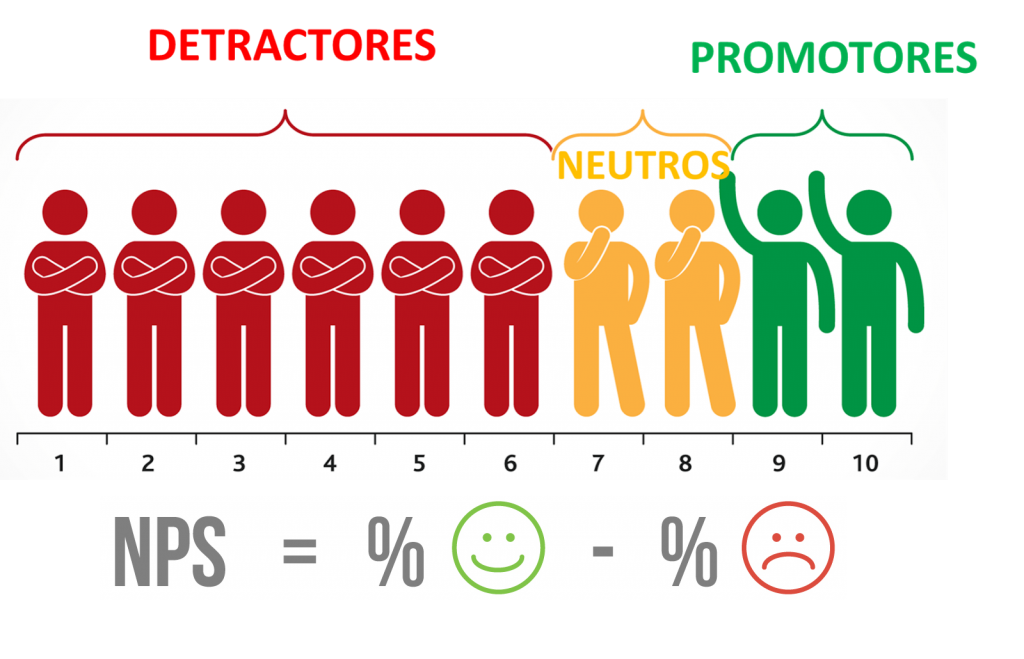 DETRACTORES
PROMOTORES
NEUTROS
1 2 3 4 5 6 7 8 9 10
NPS = % - %